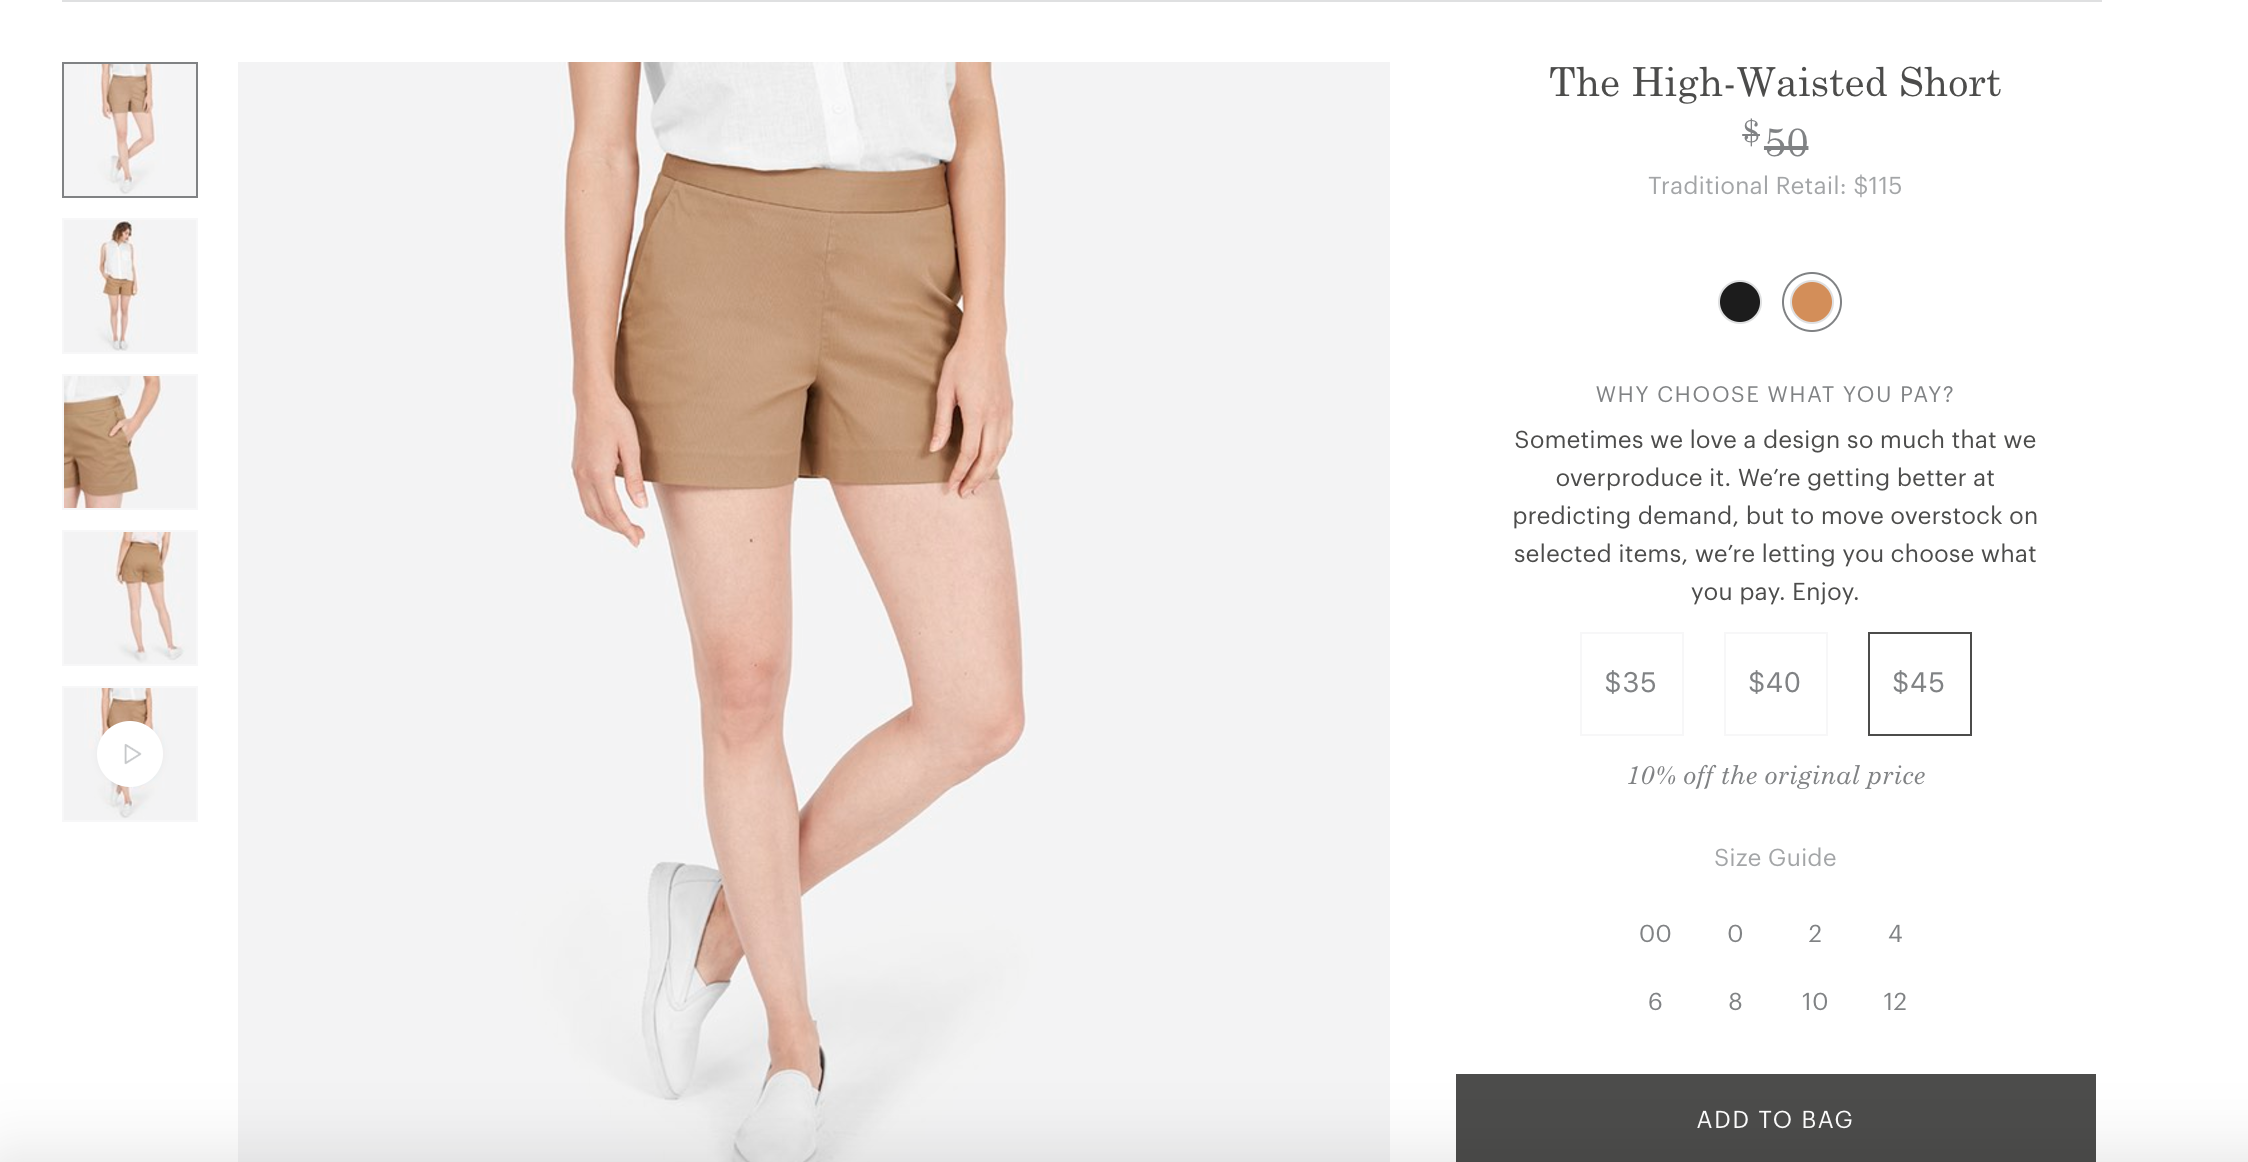 The High-Waisted Short
$50
Traditional Retail: $115
WHY CHOOSE WHAT YOU PAY?
Sometimes we love a design so much that we
overproduce it. We’re getting better at
predicting demand, but to move overstock on
selected items, we’re letting you choose what
you pay. Enjoy.
$35 $40 $45
10% off the original price
Size Guide
00 0 2 4
6 8 10 12
ADD TO BAG